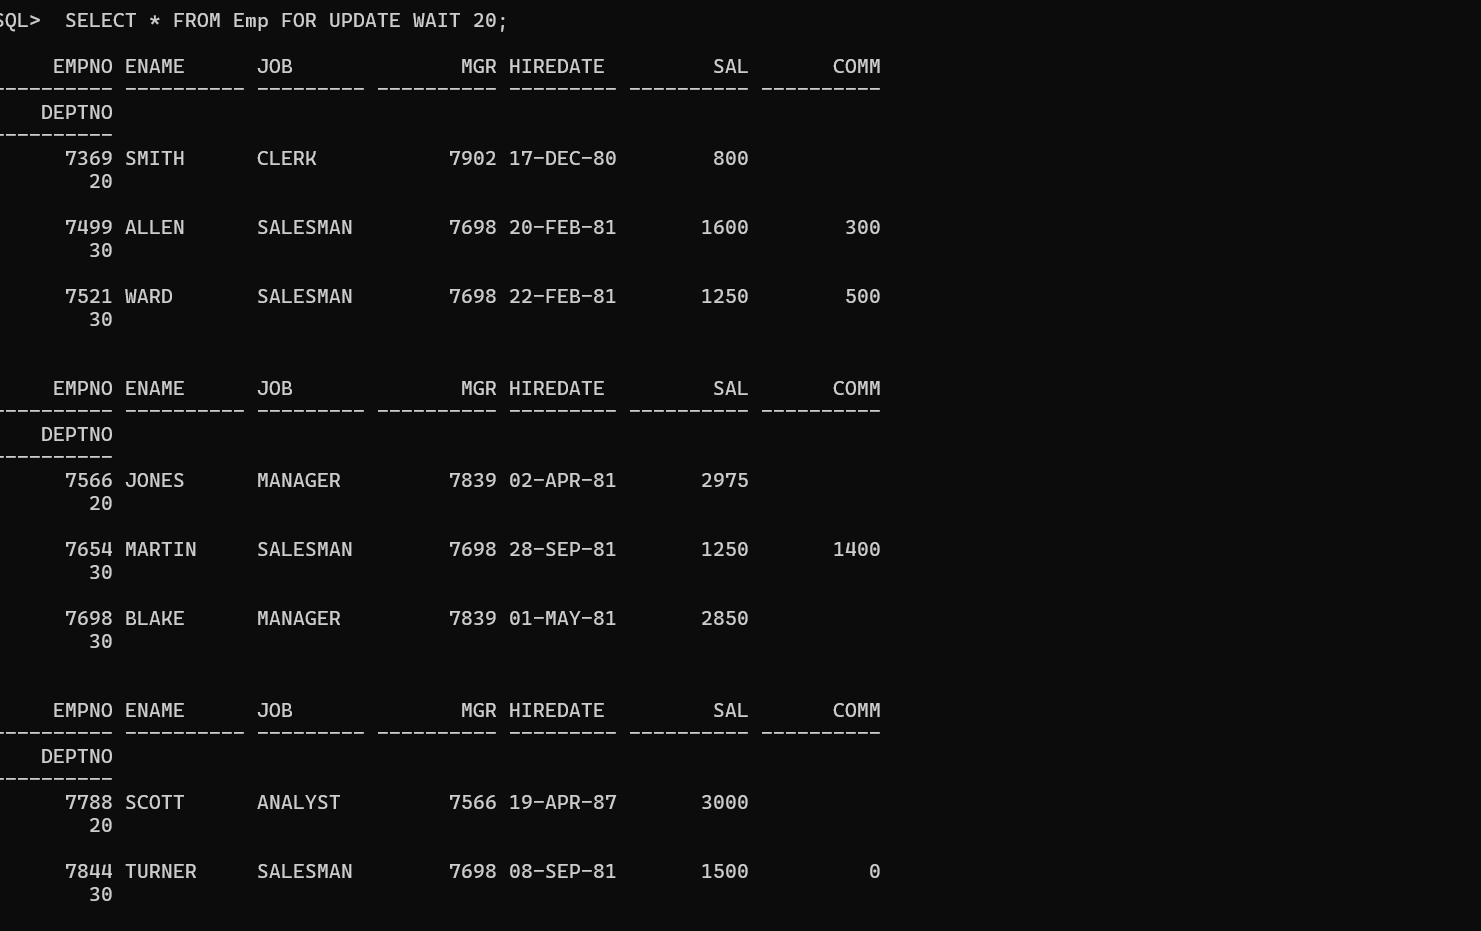 SQL>  SELECT * FROM Emp FOR UPDATE WAIT 20;

     EMPNO ENAME      JOB              MGR HIREDATE         SAL       COMM
---------- ---------- --------- ---------- --------- ---------- ----------
    DEPTNO
----------
      7369 SMITH      CLERK           7902 17-DEC-80        800
        20

      7499 ALLEN      SALESMAN        7698 20-FEB-81       1600        300
        30

      7521 WARD       SALESMAN        7698 22-FEB-81       1250        500
        30


     EMPNO ENAME      JOB              MGR HIREDATE         SAL       COMM
---------- ---------- --------- ---------- --------- ---------- ----------
    DEPTNO
----------
      7566 JONES      MANAGER         7839 02-APR-81       2975
        20

      7654 MARTIN     SALESMAN        7698 28-SEP-81       1250       1400
        30

      7698 BLAKE      MANAGER         7839 01-MAY-81       2850
        30


     EMPNO ENAME      JOB              MGR HIREDATE         SAL       COMM
---------- ---------- --------- ---------- --------- ---------- ----------
    DEPTNO
----------
      7788 SCOTT      ANALYST         7566 19-APR-87       3000
        20

      7844 TURNER     SALESMAN        7698 08-SEP-81       1500          0
        30